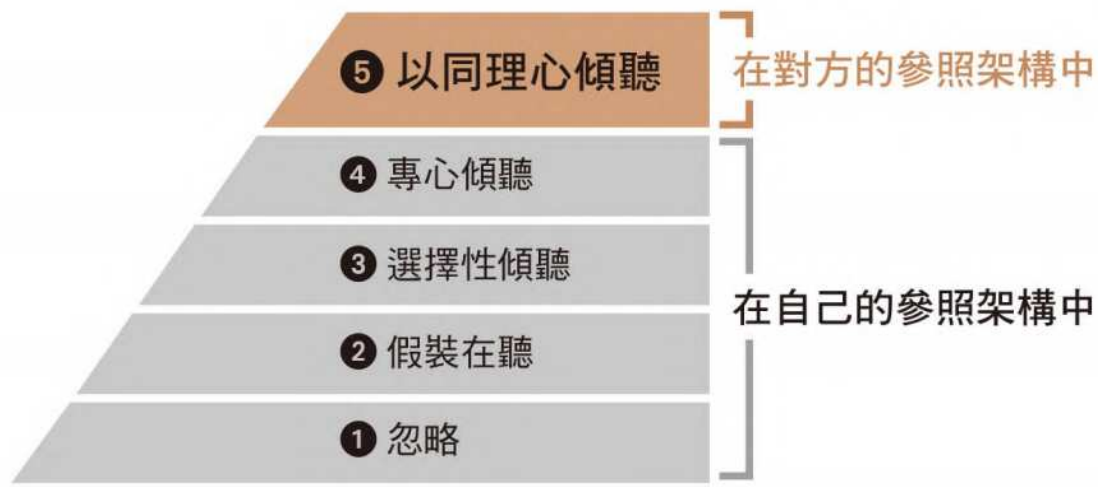 ❺ 以同理心傾聽
在對方的參照架構中
❹ 專心傾聽
❸ 選擇性傾聽
在自己的參照架構中
❷ 假裝在聽
❶ 忽略